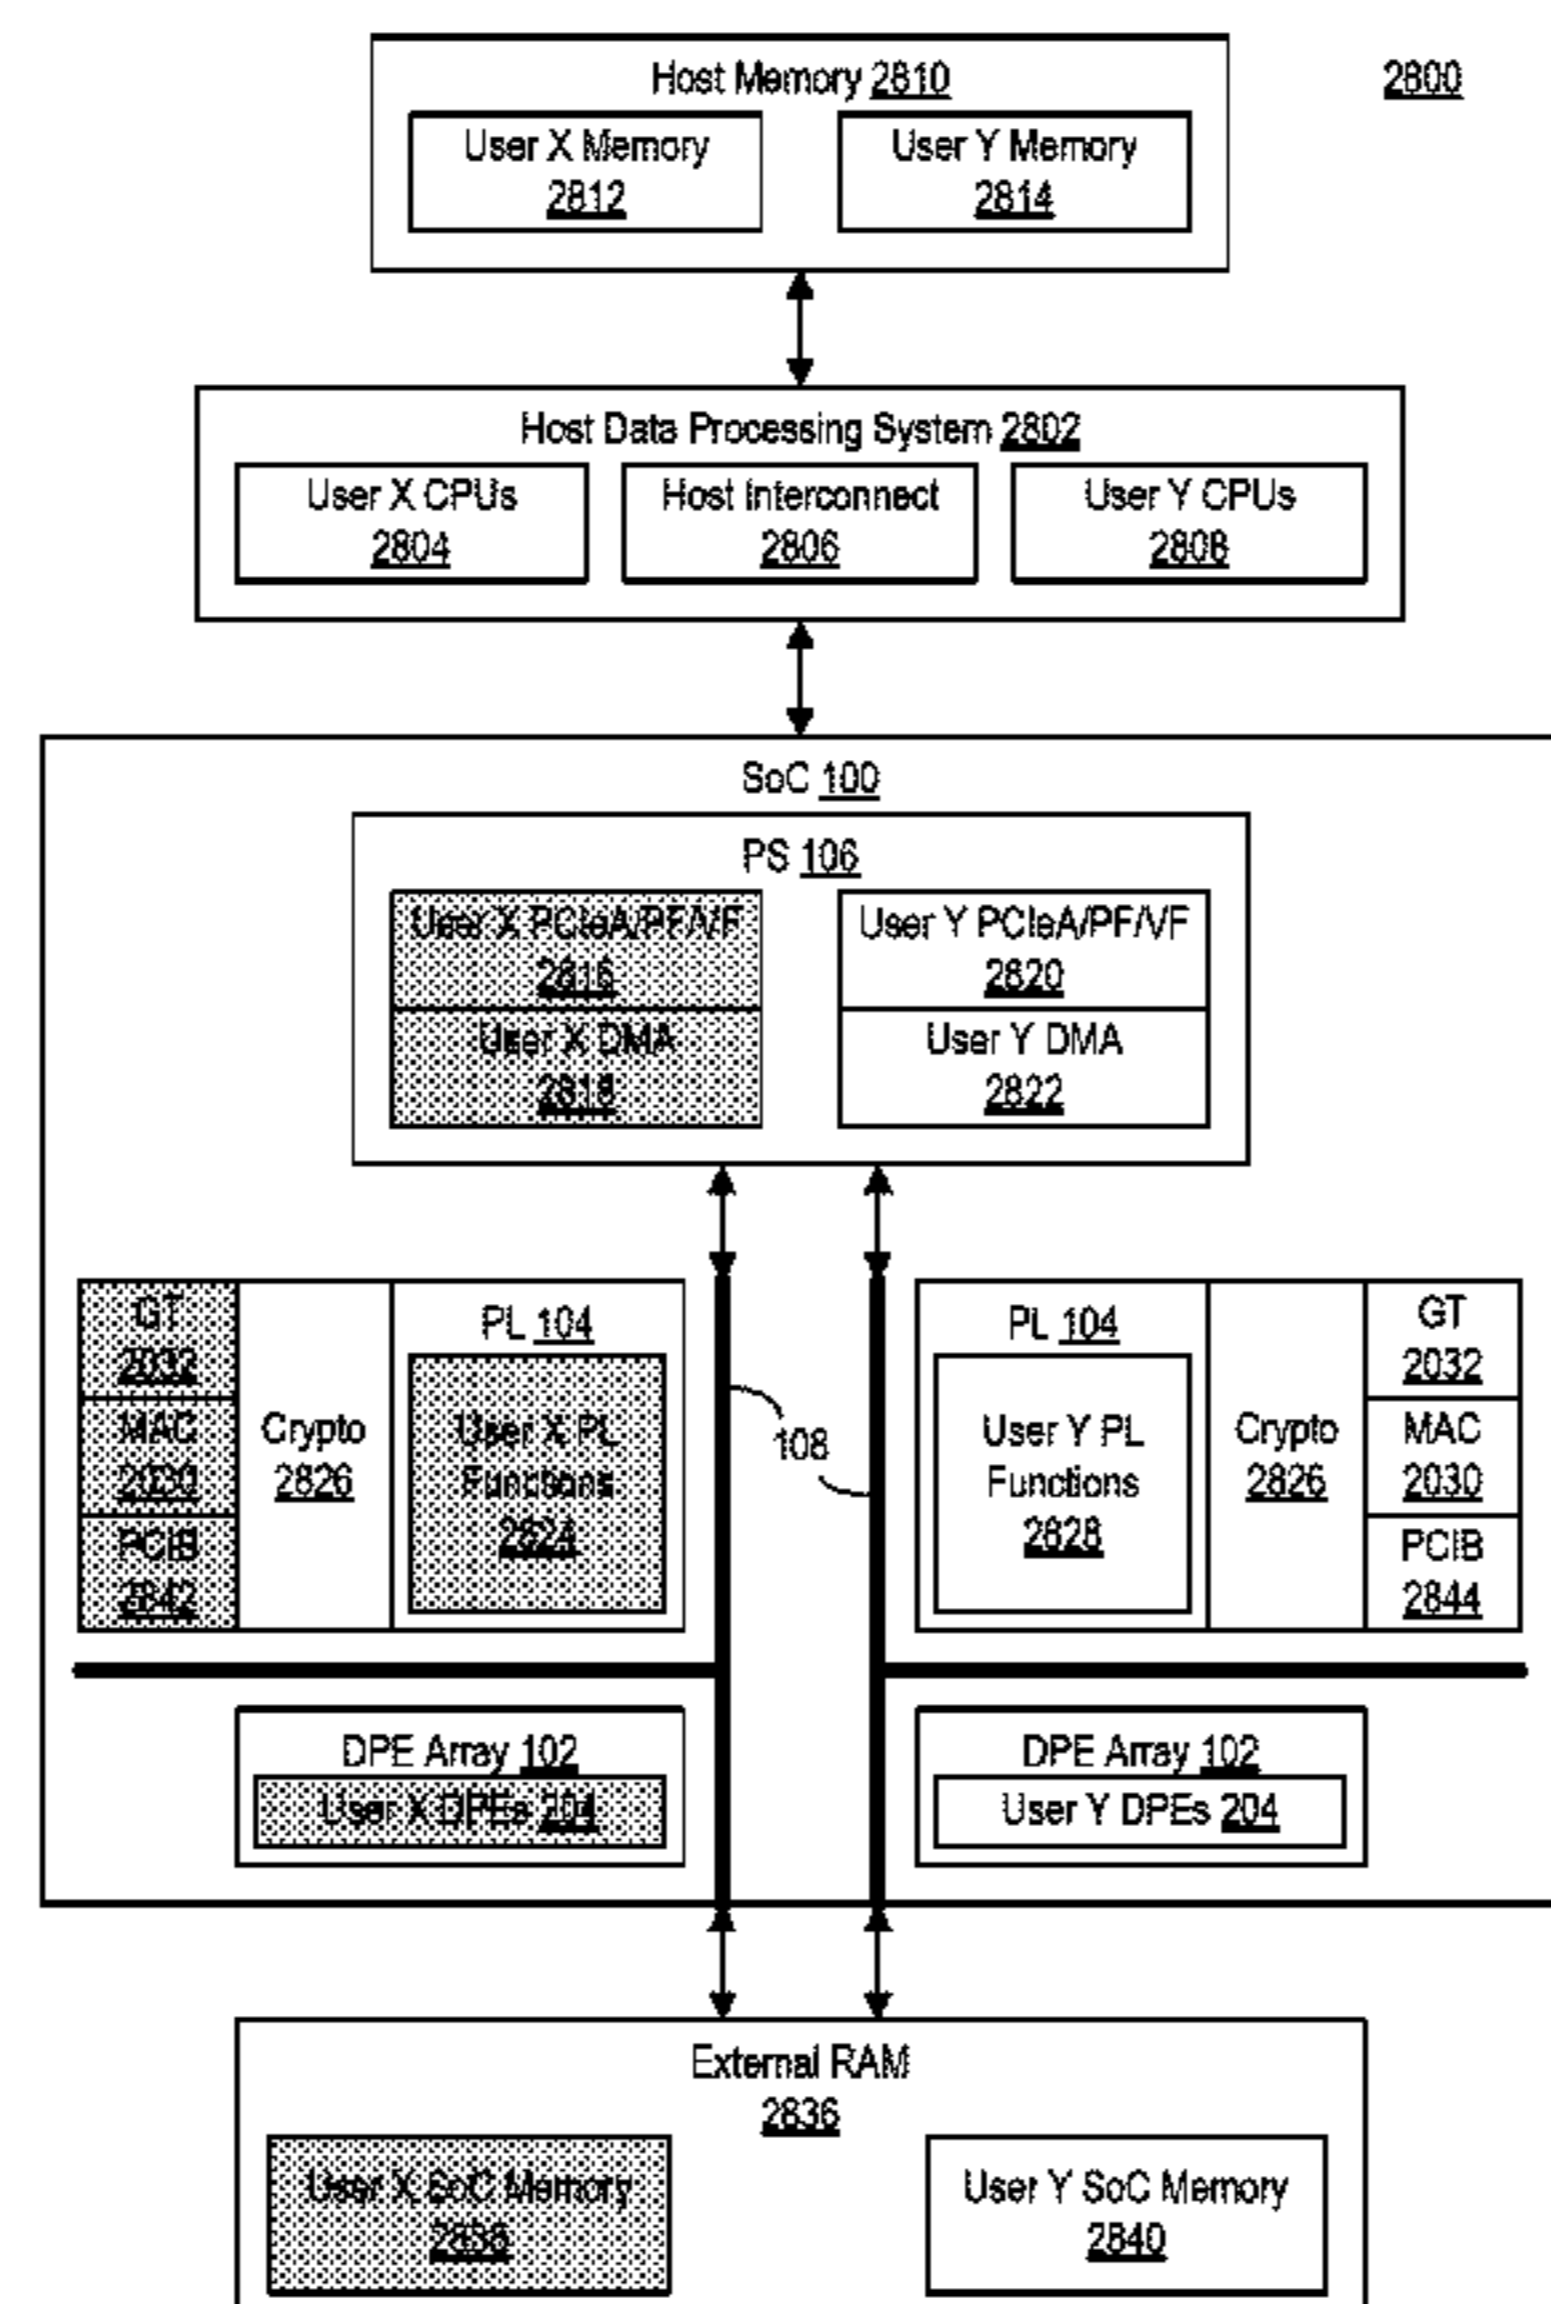 Host Memory 2810
2800
User X Memory
2812
User Y Memory
2814
Host Data Processing System 2802
User X CPUs
2804
Host Interconnect
2806
User Y CPUs
2808
SoC 100
PS 106
User X PCIeA/PF/VF
2816
User Y PCIeA/PF/VF
2820
User X DMA
2818
User Y DMA
2822
GT
2032
MAC
2030
PCIB
2842
Crypto
2826
PL 104
User X PL
Functions
2824
108
PL 104
User Y PL
Functions
2828
Crypto
2826
GT
2032
MAC
2030
PCIB
2844
DPE Array 102
User X DPEs 204
DPE Array 102
User Y DPEs 204
External RAM
2836
User X SoC Memory
2838
User Y SoC Memory
2840